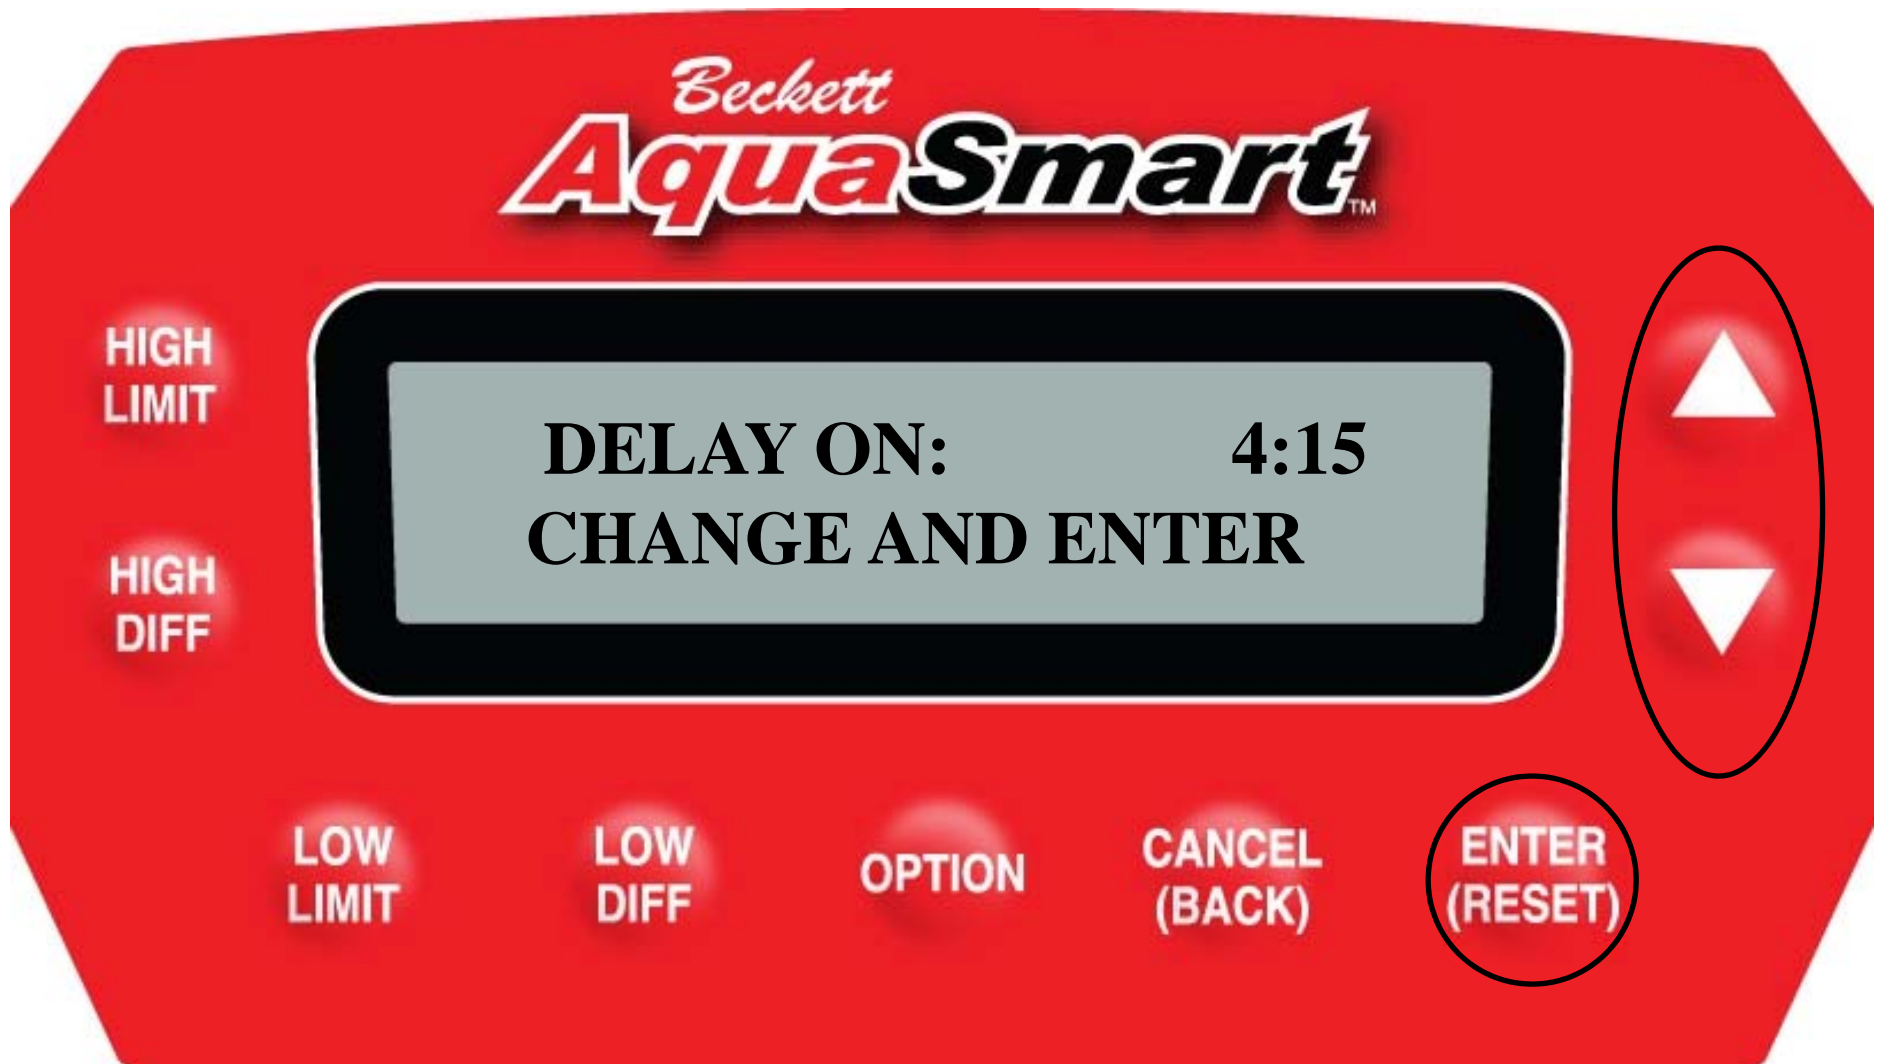 Beckett
AquaSmart™
HIGH
LIMIT
DELAY ON: 4:15
CHANGE AND ENTER
HIGH
DIFF
LOW
LIMIT
LOW
DIFF
OPTION
CANCEL
(BACK)
ENTER
(RESET)